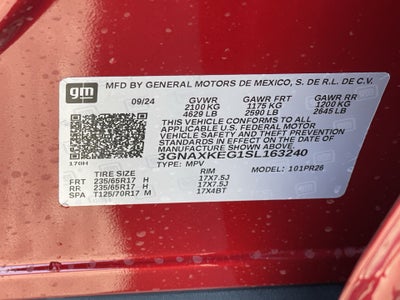 gm
MFD BY GENERAL MOTORS DE MEXICO, S. DE R.L. DE C.V.
09/24 GVWR GAWR FRT GAWR RR
2100 KG 1175 KG 1200 KG
4629 LB 2590 LB 2645 LB
THIS VEHICLE CONFORMS TO ALL APPLICABLE
U.S. FEDERAL MOTOR
VEHICLE SAFETY AND THEFT PREVENTION
STANDARDS IN EFFECT ON THE DATE OF
MANUFACTURE SHOWN ABOVE.
3GNAXKEG1SL163240
170H TYPE: MPV MODEL: 101PR26
TIRE SIZE RIM
FRT 235/65R17 H 17X7.5J
RR 235/65R17 H 17X7.5J
SPA T125/70R17 M 17X4BT